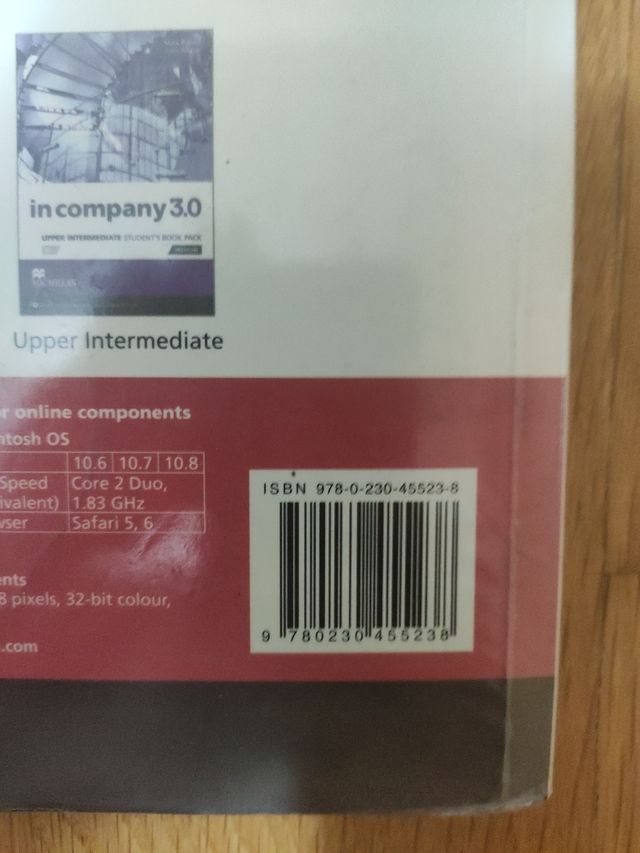 in company 3.0
UPPER INTERMEDIATE STUDENT'S BOOK PACK
MACMILLAN
Upper Intermediate
r online components
ntosh OS
10.6 10.7 10.8
Speed Core 2 Duo,
ivalent) 1.83 GHz
wser Safari 5, 6
ents
8 pixels, 32-bit colour,
.com
ISBN 978-0-230-45523-8
9 780230 455238